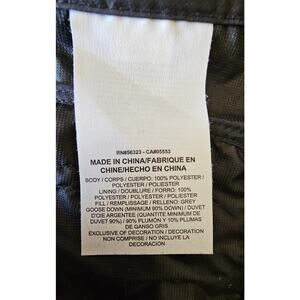 RN#56323 - CA#05553
MADE IN CHINA/FABRIQUE EN
CHINE/HECHO EN CHINA
BODY / CORPS / CUERPO: 100% POLYESTER /
POLYESTER / POLIESTER
LINING / DOUBLURE / FORRO: 100%
POLYESTER / POLYESTER / POLIESTER
FILL / REMPLISSAGE / RELLENO: GREY
GOOSE DOWN (MINIMUM 90% DOWN) / DUVET
D'OIE ARGENTEE (QUANTITE MINIMUM DE
DUVET 90%) / 90% PLUMÓN Y 10% PLUMAS
DE GANSO GRIS
EXCLUSIVE OF DECORATION / DECORATION
NON COMPRISE / NO INCLUYE LA
DECORACIÓN